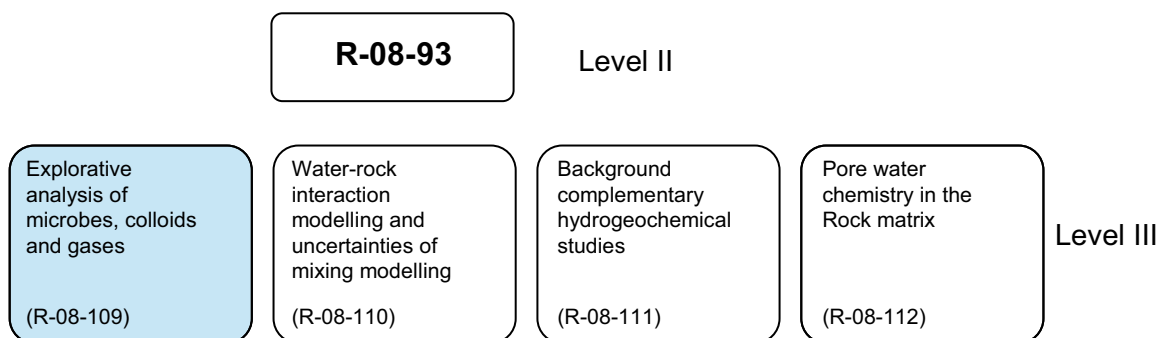 R-08-93
Level II
Explorative
analysis of
microbes, colloids
and gases
(R-08-109)
Water-rock
interaction
modelling and
uncertainties of
mixing modelling
(R-08-110)
Background
complementary
hydrogeochemical
studies
(R-08-111)
Pore water
chemistry in the
Rock matrix
(R-08-112)
Level III